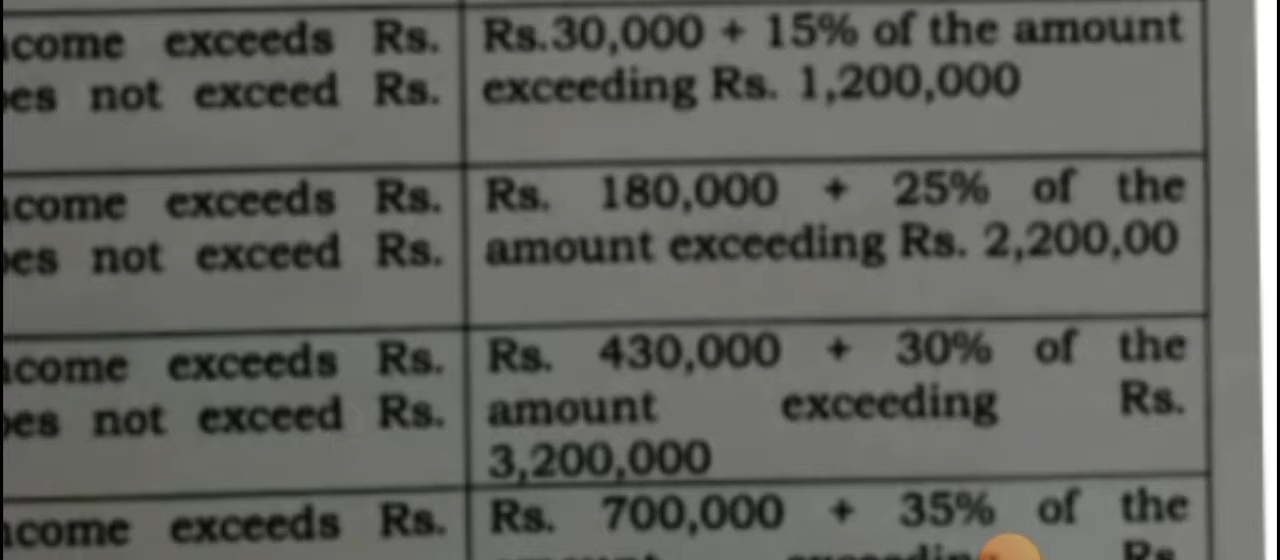 come exceeds Rs.
es not exceed Rs.
Rs.30,000 + 15% of the amount
exceeding Rs. 1,200,000
come exceeds Rs.
es not exceed Rs.
Rs. 180,000 + 25% of the
amount exceeding Rs. 2,200,00
come exceeds Rs.
es not exceed Rs.
Rs. 430,000 + 30% of the
amount exceeding Rs.
3,200,000
come exceeds Rs.
Rs. 700,000 + 35% of the